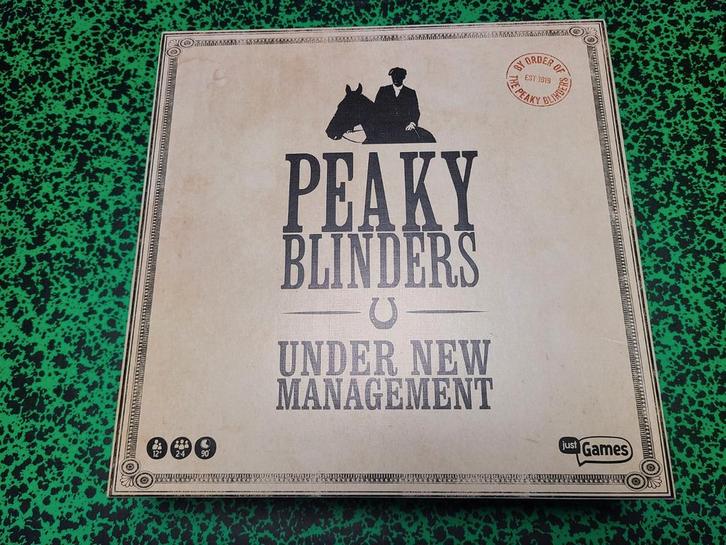 BY ORDER OF
EST 1919
THE PEAKY BLINDERS
PEAKY
BLINDERS
UNDER NEW
MANAGEMENT
12+
2-4
90'
just
Games